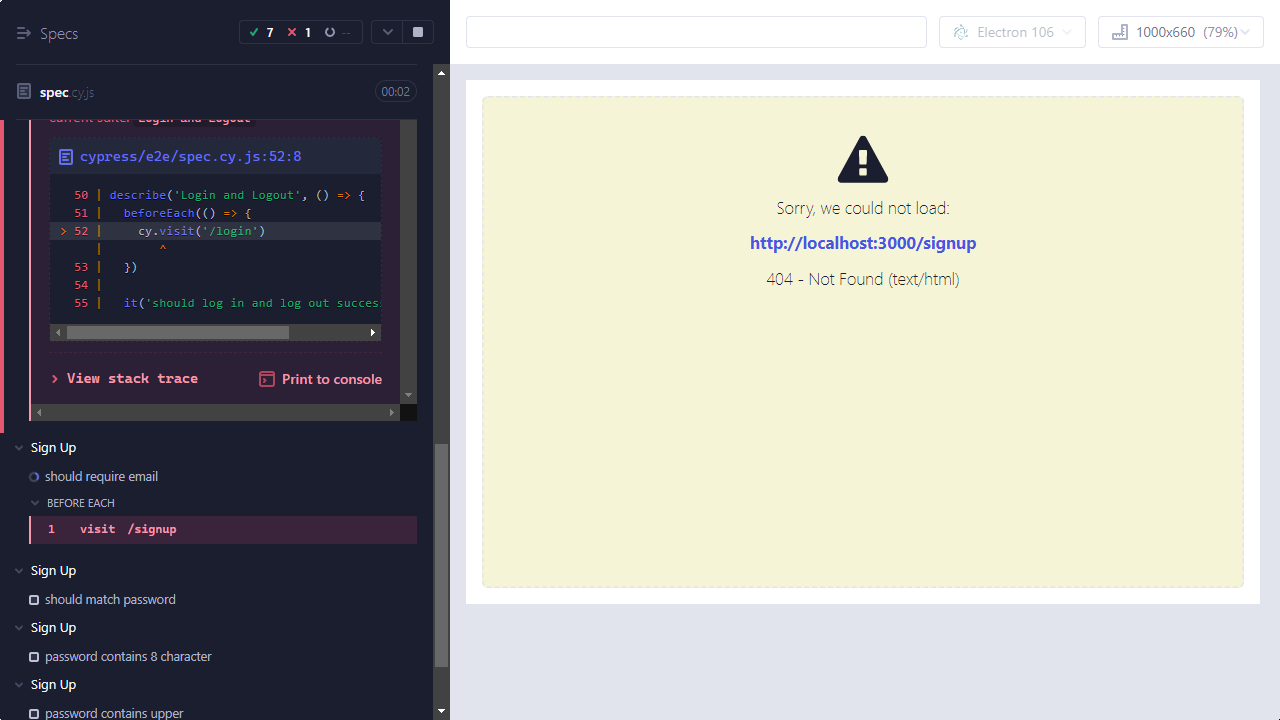 Specs
7 1 --
spec.cy.js
00:02
Current Suite: Login and Logout
cypress/e2e/spec.cy.js:52:8
50 | describe('Login and Logout', () => {
51 |   beforeEach(() => {
> 52 |     cy.visit('/login')
|        ^
53 |   })
54 |
55 |   it('should log in and log out succes
View stack trace
Print to console
Sign Up
should require email
BEFORE EACH
1 visit /signup
Sign Up
should match password
Sign Up
password contains 8 character
Sign Up
password contains upper
Electron 106
1000x660 (79%)
Sorry, we could not load:
http://localhost:3000/signup
404 - Not Found (text/html)